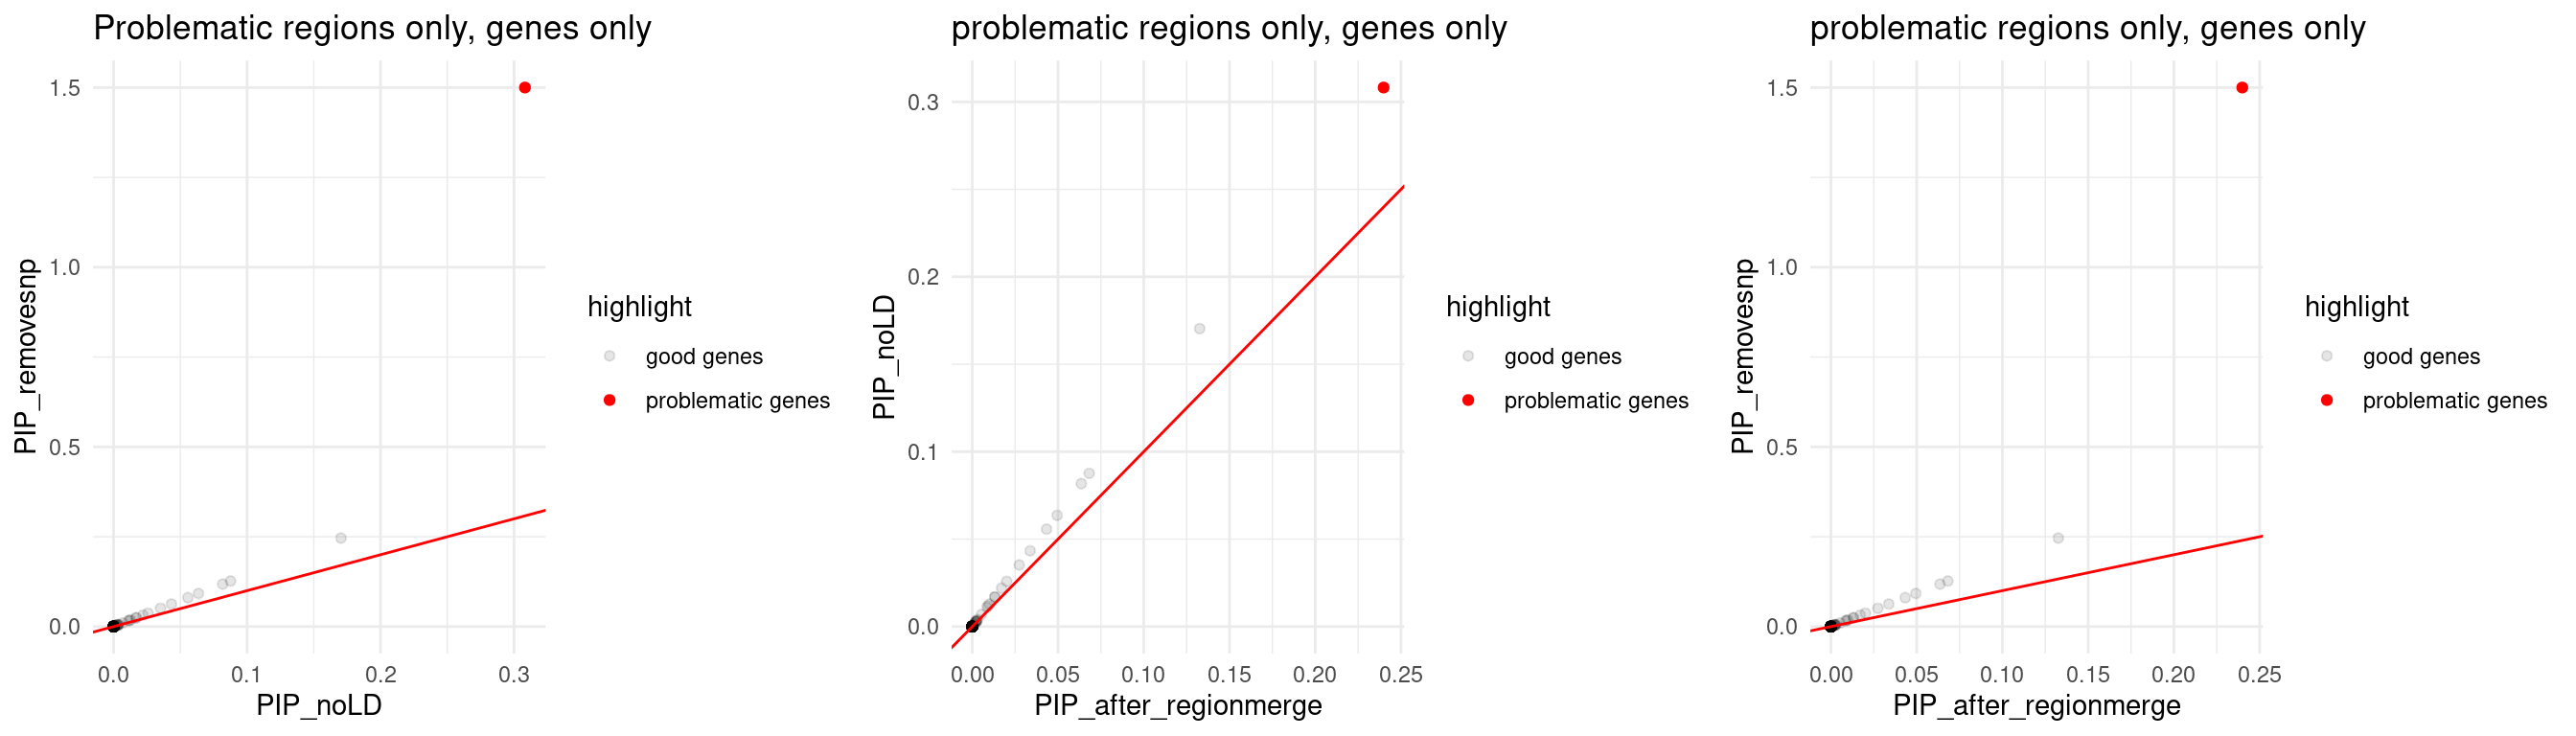 Problematic regions only, genes only
1.5
1.0
0.5
0.0
PIP_removesnp
0.0 0.1 0.2 0.3
PIP_noLD
highlight
good genes
problematic genes
problematic regions only, genes only
0.3
0.2
0.1
0.0
PIP_noLD
0.00 0.05 0.10 0.15 0.20 0.25
PIP_after_regionmerge
highlight
good genes
problematic genes
problematic regions only, genes only
1.5
1.0
0.5
0.0
PIP_removesnp
0.00 0.05 0.10 0.15 0.20 0.25
PIP_after_regionmerge
highlight
good genes
problematic genes